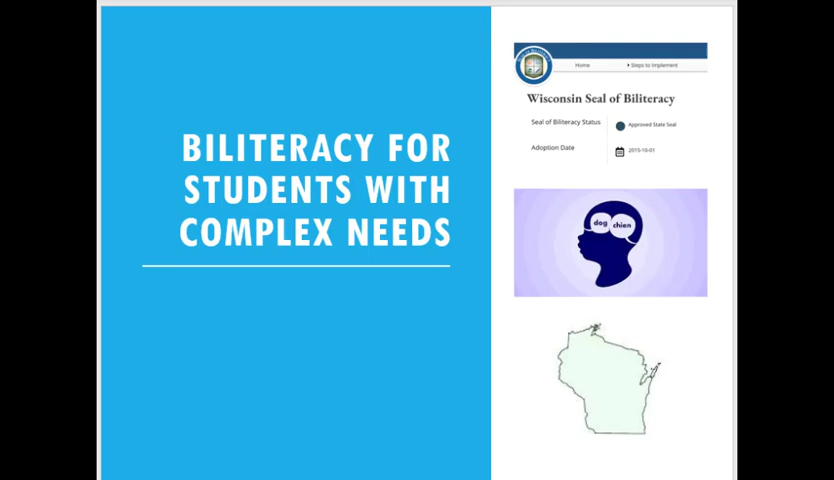 BILITERACY FOR
STUDENTS WITH
COMPLEX NEEDS
Home
Steps to Implement
Wisconsin Seal of Biliteracy
Seal of Biliteracy Status
Approved State Seal
Adoption Date
2015-10-01
dog
chien